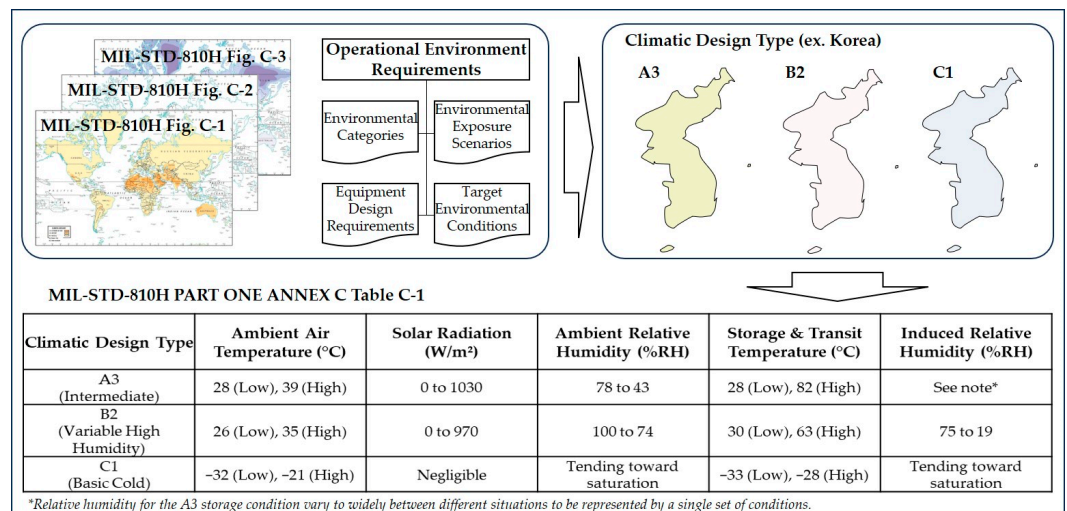 MIL-STD-810H Fig. C-3
MIL-STD-810H Fig. C-2
MIL-STD-810H Fig. C-1
Operational Environment
Requirements
Environmental
Categories
Environmental
Exposure
Scenarios
Equipment
Design
Requirements
Target
Environmental
Conditions
Climatic Design Type (ex. Korea)
A3
B2
C1
MIL-STD-810H PART ONE ANNEX C Table C-1
Climatic Design Type
Ambient Air
Temperature (°C)
Solar Radiation
(W/m²)
Ambient Relative
Humidity (%RH)
Storage & Transit
Temperature (°C)
Induced Relative
Humidity (%RH)
A3
(Intermediate)
28 (Low), 39 (High)
0 to 1030
78 to 43
28 (Low), 82 (High)
See note*
B2
(Variable High
Humidity)
26 (Low), 35 (High)
0 to 970
100 to 74
30 (Low), 63 (High)
75 to 19
C1
(Basic Cold)
−32 (Low), −21 (High)
Negligible
Tending toward
saturation
−33 (Low), −28 (High)
Tending toward
saturation
*Relative humidity for the A3 storage condition vary to widely between different situations to be represented by a single set of conditions.